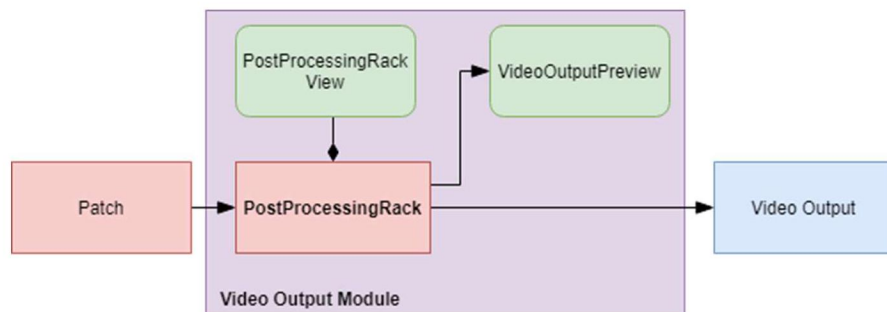 PostProcessingRack
View
VideoOutputPreview
Patch
PostProcessingRack
Video Output
Video Output Module